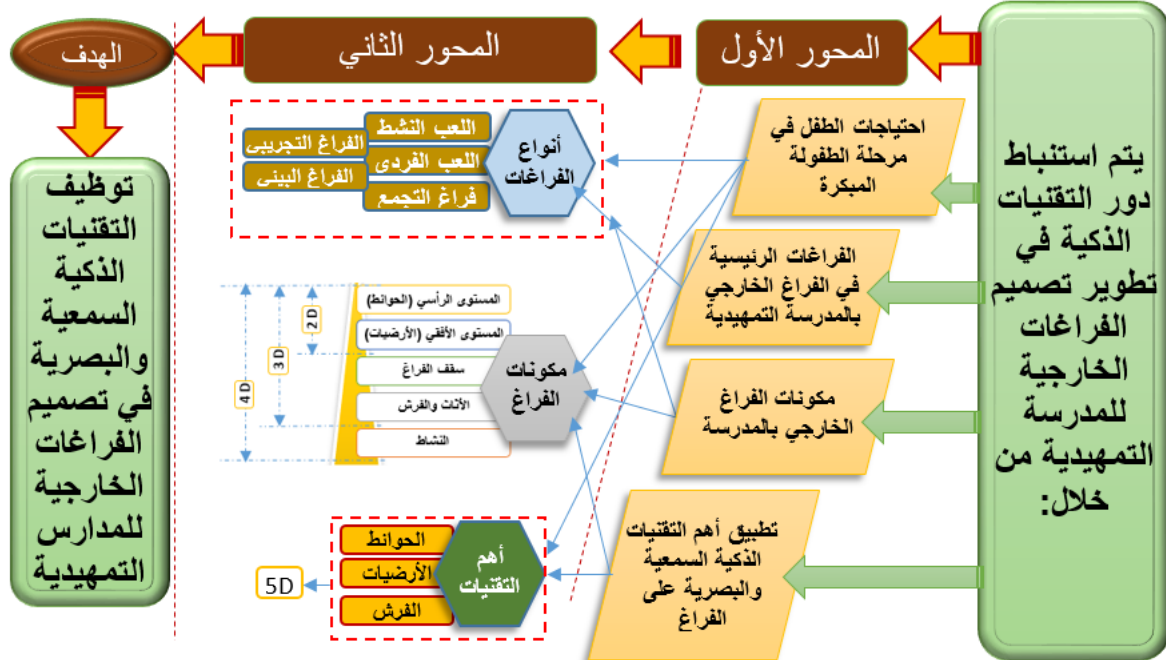 يتم استنباط
دور التقنيات
الذكية في
تطوير تصميم
الفراغات
الخارجية
للمدرسة
التمهيدية من
خلال:
المحور الأول
احتياجات الطفل في
مرحلة الطفولة
المبكرة
الفراغات الرئيسية
في الفراغ الخارجي
بالمدرسة التمهيدية
مكونات الفراغ
الخارجي بالمدرسة
تطبيق أهم التقنيات
الذكية السمعية
والبصرية على
الفراغ
المحور الثاني
أنواع
الفراغات
اللعب النشط
اللعب الفردى
فراغ التجمع
الفراغ التجريبى
الفراغ البينى
مكونات
الفراغ
المستوى الرأسي (الحوائط)
المستوى الأفقي (الأرضيات)
سقف الفراغ
الأثاث والفرش
النشاط
2D
3D
4D
أهم
التقنيات
الحوائط
الأرضيات
الفرش
5D
الهدف
توظيف
التقنيات
الذكية
السمعية
والبصرية
في تصميم
الفراغات
الخارجية
للمدارس
التمهيدية